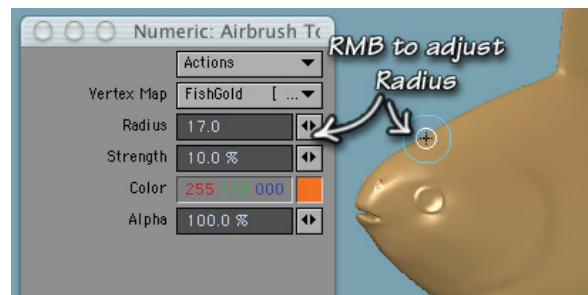 Numeric: Airbrush To
RMB to adjust
Radius
Actions
Vertex Map FishGold [ ...
Radius 17.0
Strength 10.0 %
Color 255 000
Alpha 100.0 %